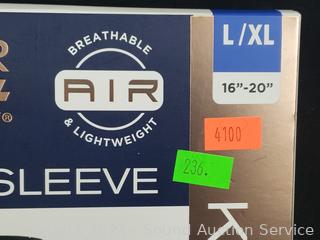 BREATHABLE
AIR
& LIGHTWEIGHT
L/XL
16"-20"
4100
236.
SLEEVE
K
R
®
© Sound Auction Service